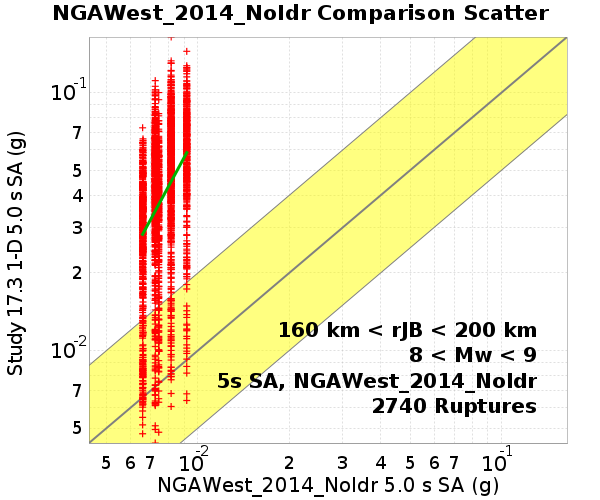 NGAWest_2014_NoIdr Comparison Scatter
Study 17.3 1-D 5.0 s SA (g)
10^-1
7
5
4
3
2
10^-2
7
5
160 km < rJB < 200 km
8 < Mw < 9
5s SA, NGAWest_2014_NoIdr
2740 Ruptures
5 6 7 10^-2 2 3 4 5 6 7 10^-1
NGAWest_2014_NoIdr 5.0 s SA (g)